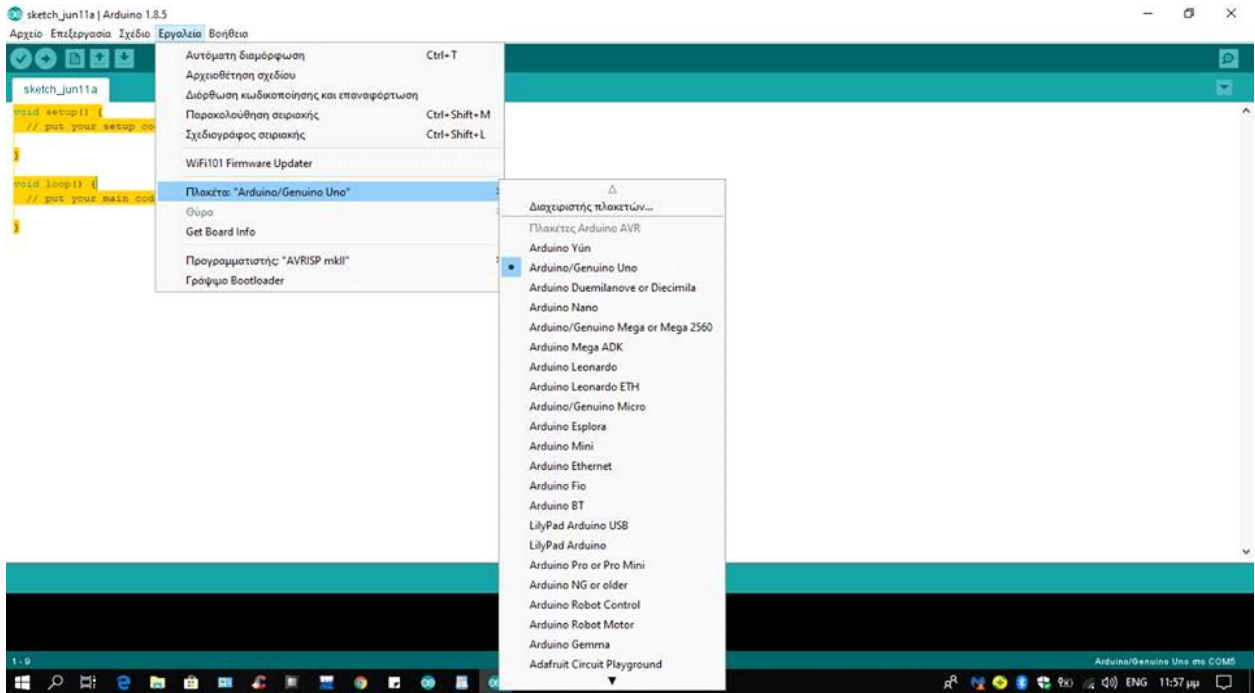 sketch_jun11a | Arduino 1.8.5
Αρχείο Επεξεργασία Σχέδιο Εργαλεία Βοήθεια
sketch_jun11a
void setup() {
// put your setup co
}
void loop() {
// put your main cod
}
Αυτόματη διαμόρφωση Ctrl+T
Αρχειοθέτηση σχεδίου
Διόρθωση κωδικοποίησης και επαναφόρτωση
Παρακολούθηση σειριακής Ctrl+Shift+M
Σχεδιογράφος σειριακής Ctrl+Shift+L
WiFi101 Firmware Updater
Πλακέτα: "Arduino/Genuino Uno"
Θύρα
Get Board Info
Προγραμματιστής: "AVRISP mkII"
Γράψιμο Bootloader
Διαχειριστής πλακετών...
Πλακέτες Arduino AVR
Arduino Yún
Arduino/Genuino Uno
Arduino Duemilanove or Diecimila
Arduino Nano
Arduino/Genuino Mega or Mega 2560
Arduino Mega ADK
Arduino Leonardo
Arduino Leonardo ETH
Arduino/Genuino Micro
Arduino Esplora
Arduino Mini
Arduino Ethernet
Arduino Fio
Arduino BT
LilyPad Arduino USB
LilyPad Arduino
Arduino Pro or Pro Mini
Arduino NG or older
Arduino Robot Control
Arduino Robot Motor
Arduino Gemma
Adafruit Circuit Playground
1 - 9
Arduino/Genuino Uno στο COM5
ENG 11:57 μμ